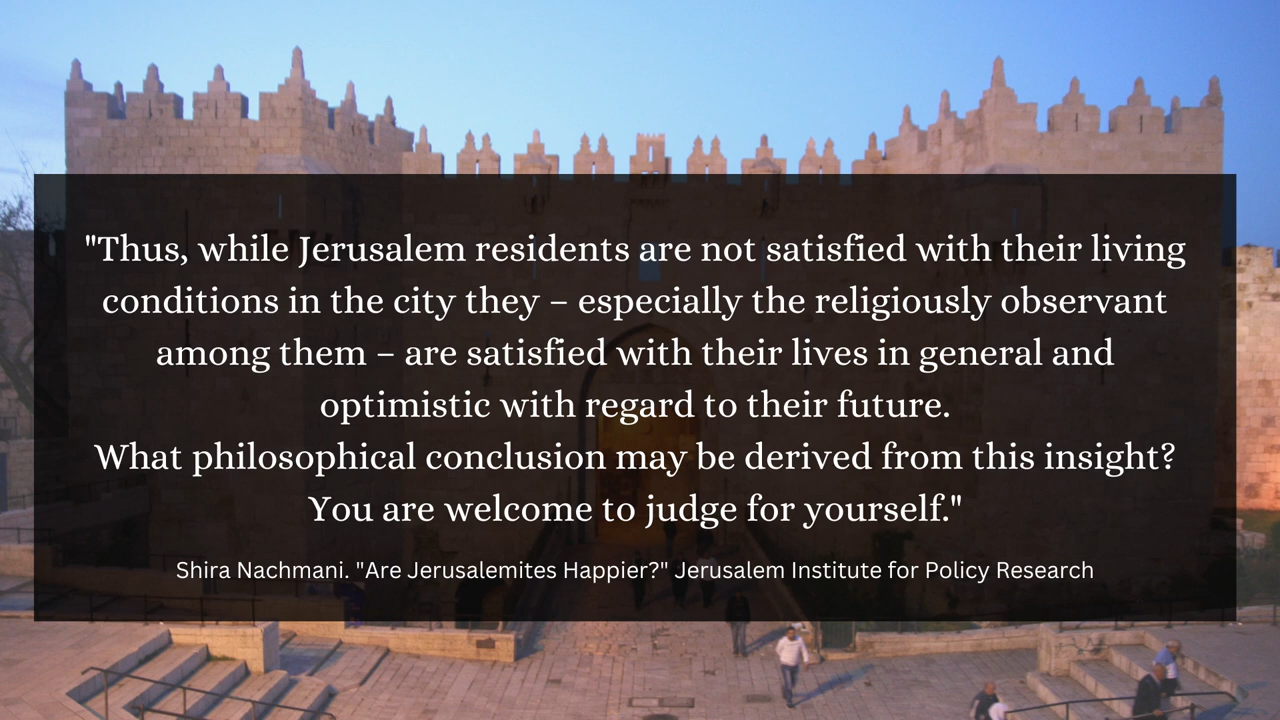 "Thus, while Jerusalem residents are not satisfied with their living
conditions in the city they – especially the religiously observant
among them – are satisfied with their lives in general and
optimistic with regard to their future.
What philosophical conclusion may be derived from this insight?
You are welcome to judge for yourself."
Shira Nachmani. "Are Jerusalemites Happier?" Jerusalem Institute for Policy Research